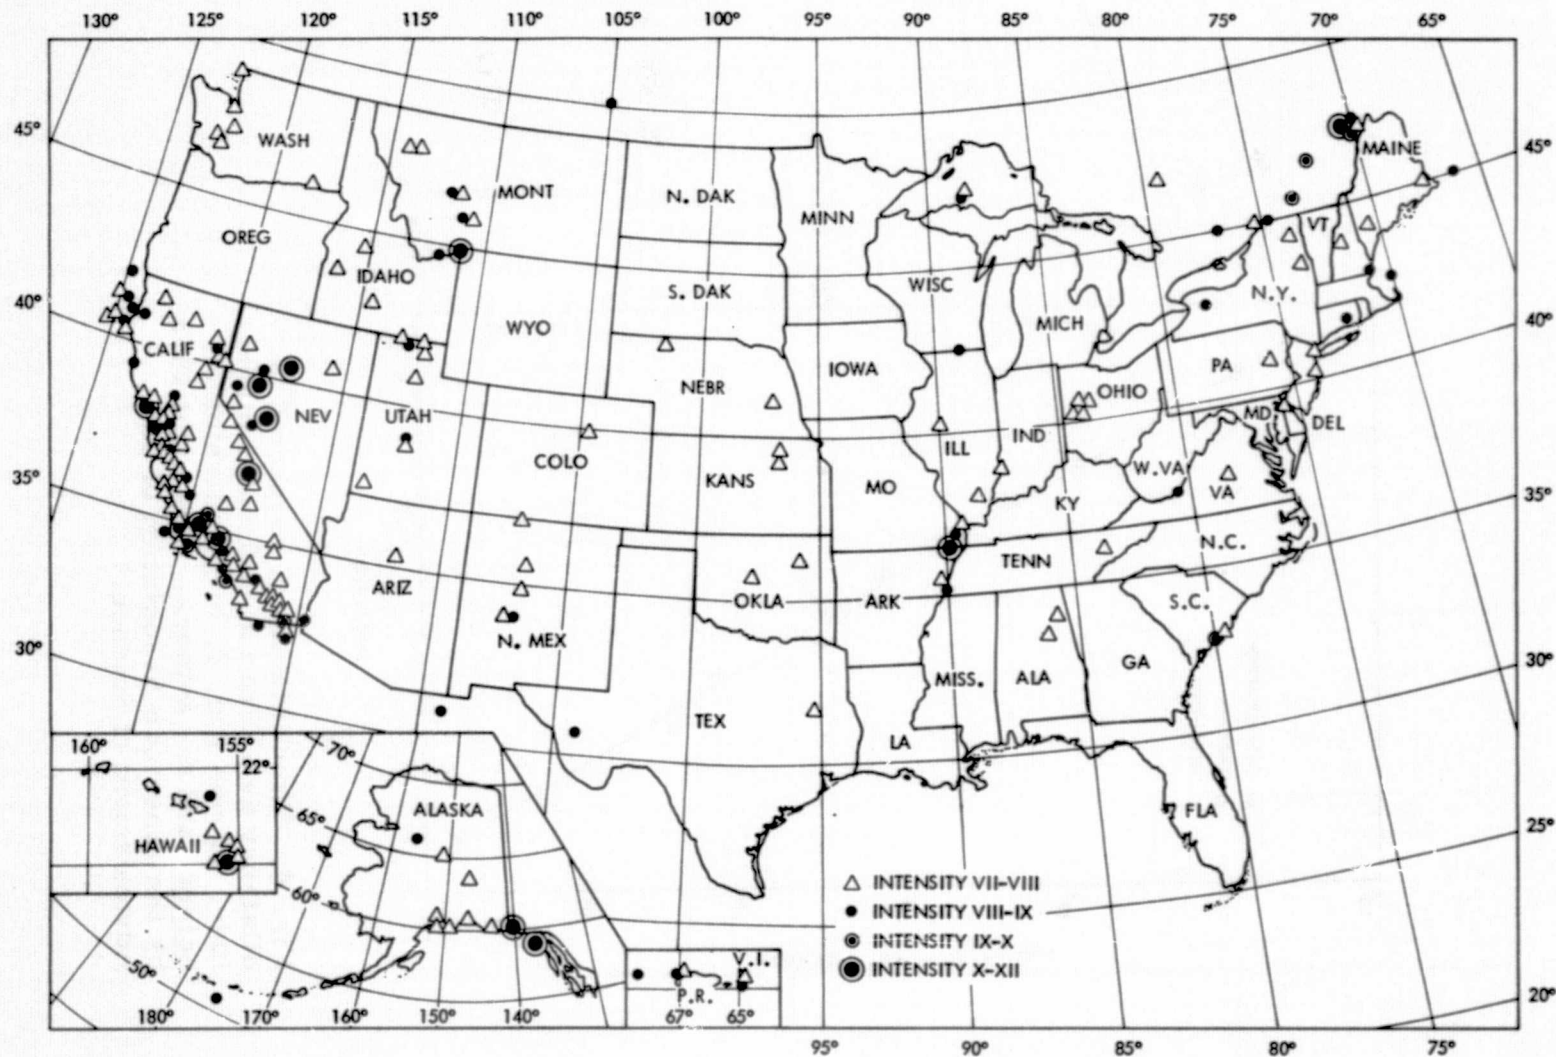 130° 125° 120° 115° 110° 105° 100° 95° 90° 85° 80° 75° 70° 65°
45° 45°
WASH
MAINE
MONT
N. DAK
MINN
VT
OREG
IDAHO
S. DAK
WISC
N.Y.
40° 40°
WYO
MICH
CALIF
PA
IOWA
NEBR
OHIO
NEV
UTAH
MD
DEL
ILL
IND
COLO
W.VA
35° 35°
KANS
MO
VA
KY
N.C.
TENN
ARIZ
OKLA
ARK
S.C.
N. MEX
30° 30°
GA
MISS.
ALA
TEX
LA
160° 155°
22°
70°
ALASKA
FLA
65°
25°
HAWAII
60°
INTENSITY VII-VIII
INTENSITY VIII-IX
INTENSITY IX-X
INTENSITY X-XII
V.I.
50°
P.R.
20°
180° 170° 160° 150° 140° 67° 65°
95° 90° 85° 80° 75°